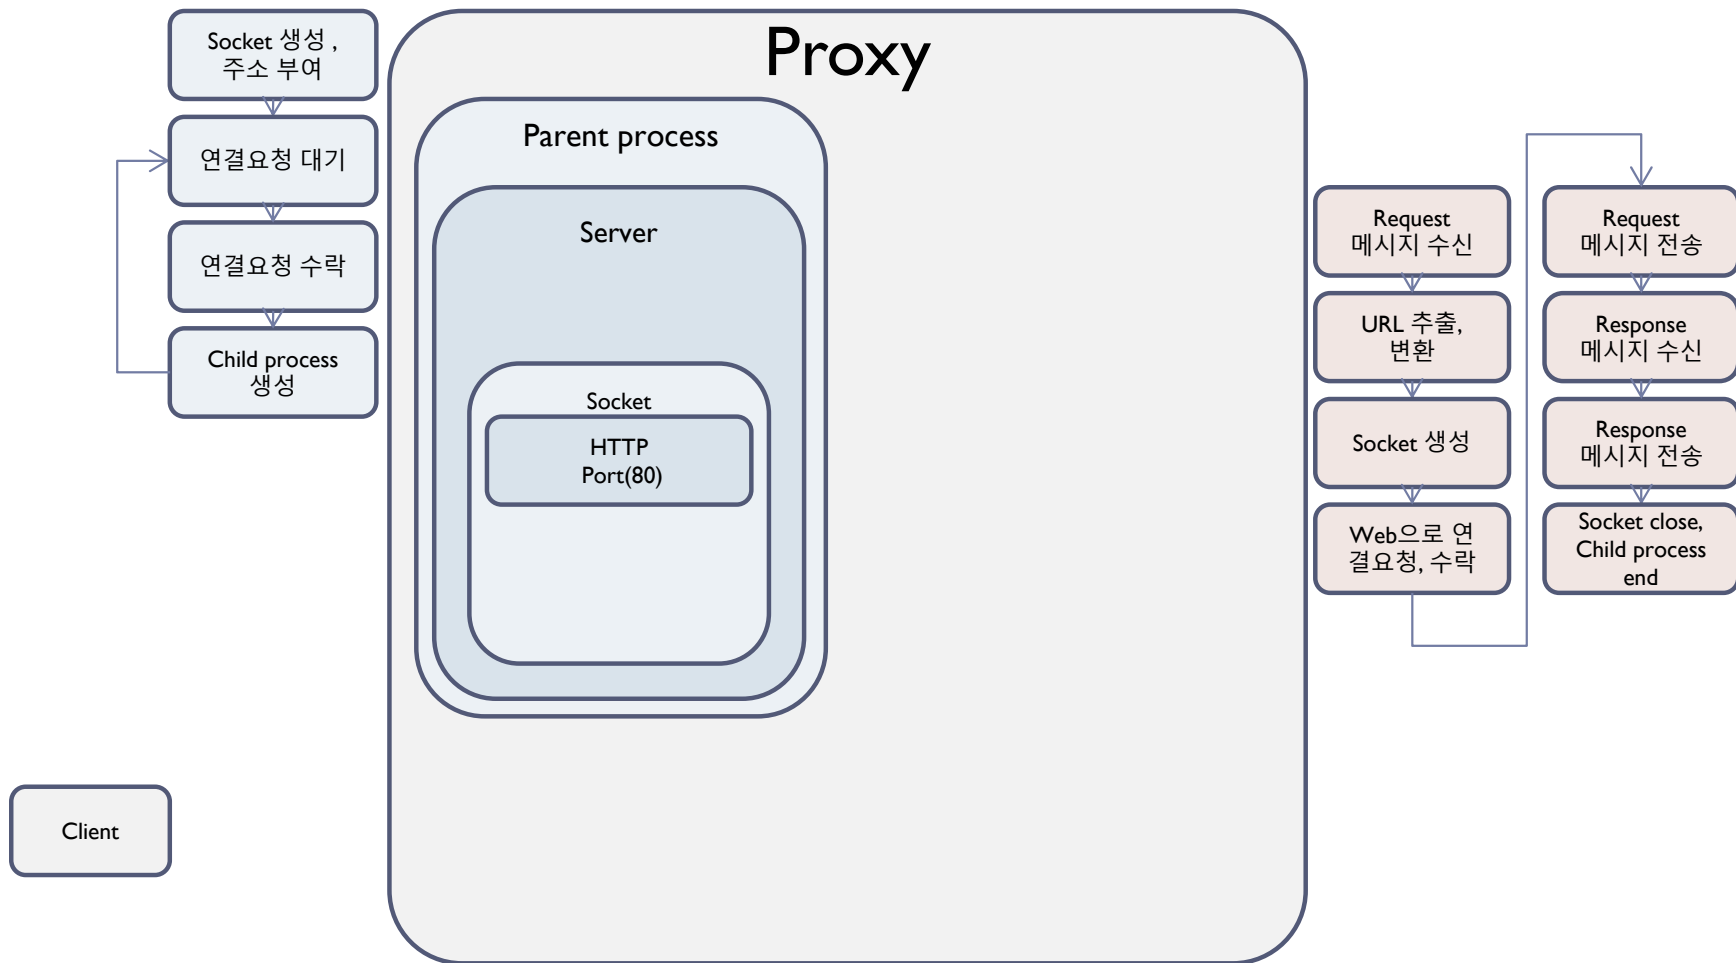 Proxy
Socket 생성 ,
주소 부여
연결요청 대기
연결요청 수락
Child process
생성
Parent process
Server
Socket
HTTP
Port(80)
Request
메시지 수신
URL 추출,
변환
Socket 생성
Web으로 연
결요청, 수락
Request
메시지 전송
Response
메시지 수신
Response
메시지 전송
Socket close,
Child process
end
Client